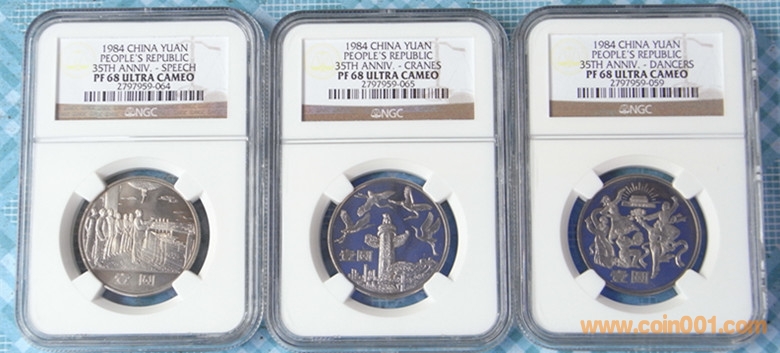 1984 CHINA YUAN
PEOPLE'S REPUBLIC
35TH ANNIV. - SPEECH
PF 68 ULTRA CAMEO
2797959-064
NGC
壹圆
1984 CHINA YUAN
PEOPLE'S REPUBLIC
35TH ANNIV. - CRANES
PF 68 ULTRA CAMEO
2797959-065
NGC
壹圆
1984 CHINA YUAN
PEOPLE'S REPUBLIC
35TH ANNIV. - DANCERS
PF 68 ULTRA CAMEO
2797959-059
NGC
壹圆
www.coin001.com